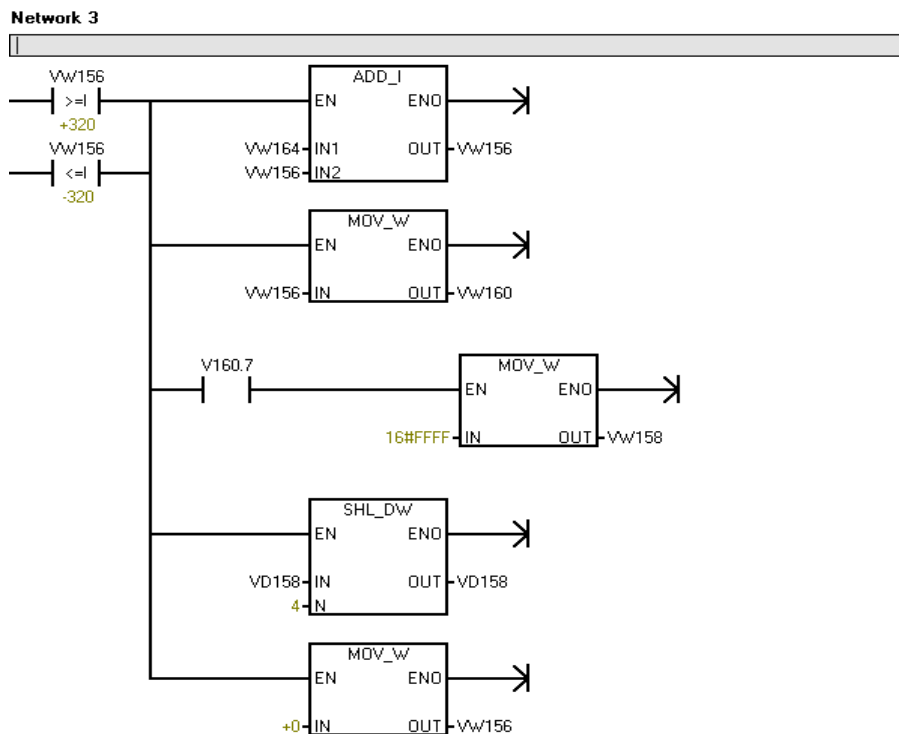 Network 3
VW156
>=I
+320
VW156
<=I
-320
ADD_I
EN ENO
VW164 IN1 OUT VW156
VW156 IN2
MOV_W
EN ENO
VW156 IN OUT VW160
V160.7
MOV_W
EN ENO
16#FFFF IN OUT VW158
SHL_DW
EN ENO
VD158 IN OUT VD158
4 N
MOV_W
EN ENO
+0 IN OUT VW156